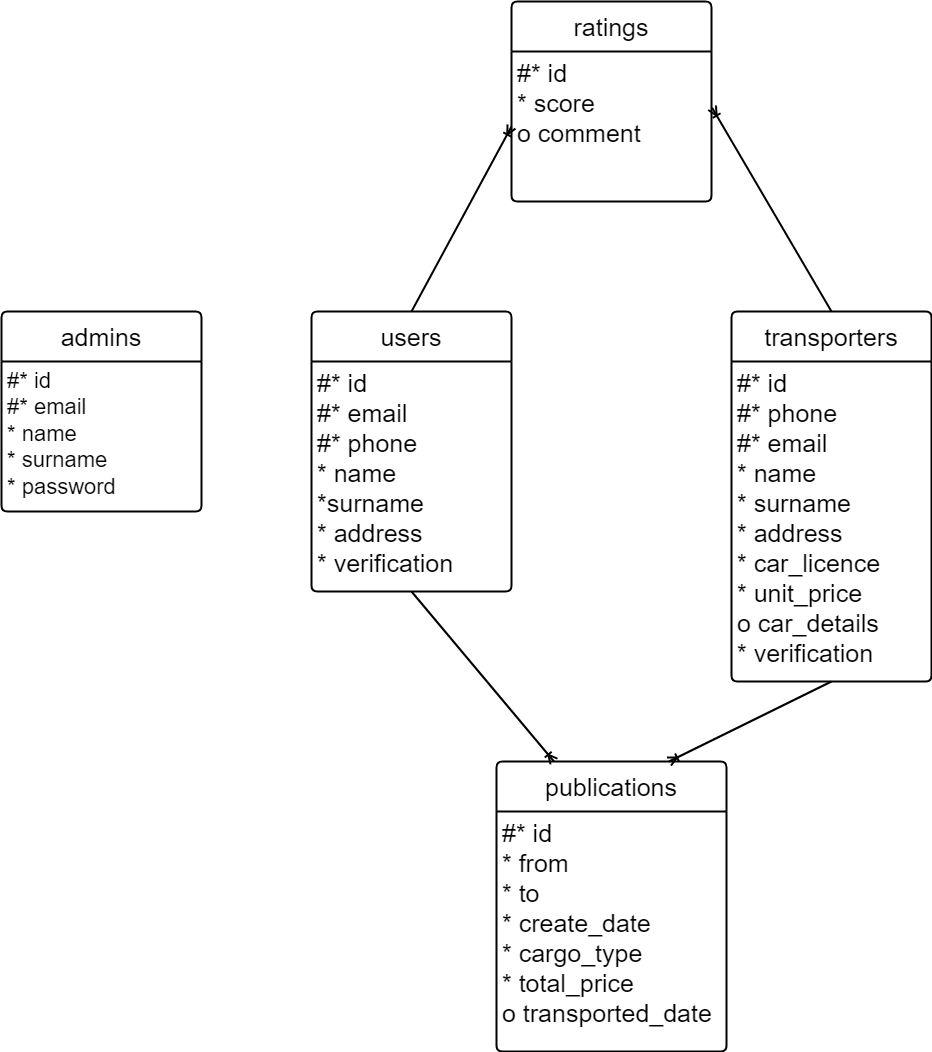 ratings
#* id
* score
o comment
admins
#* id
#* email
* name
* surname
* password
users
#* id
#* email
#* phone
* name
*surname
* address
* verification
transporters
#* id
#* phone
#* email
* name
* surname
* address
* car_licence
* unit_price
o car_details
* verification
publications
#* id
* from
* to
* create_date
* cargo_type
* total_price
o transported_date